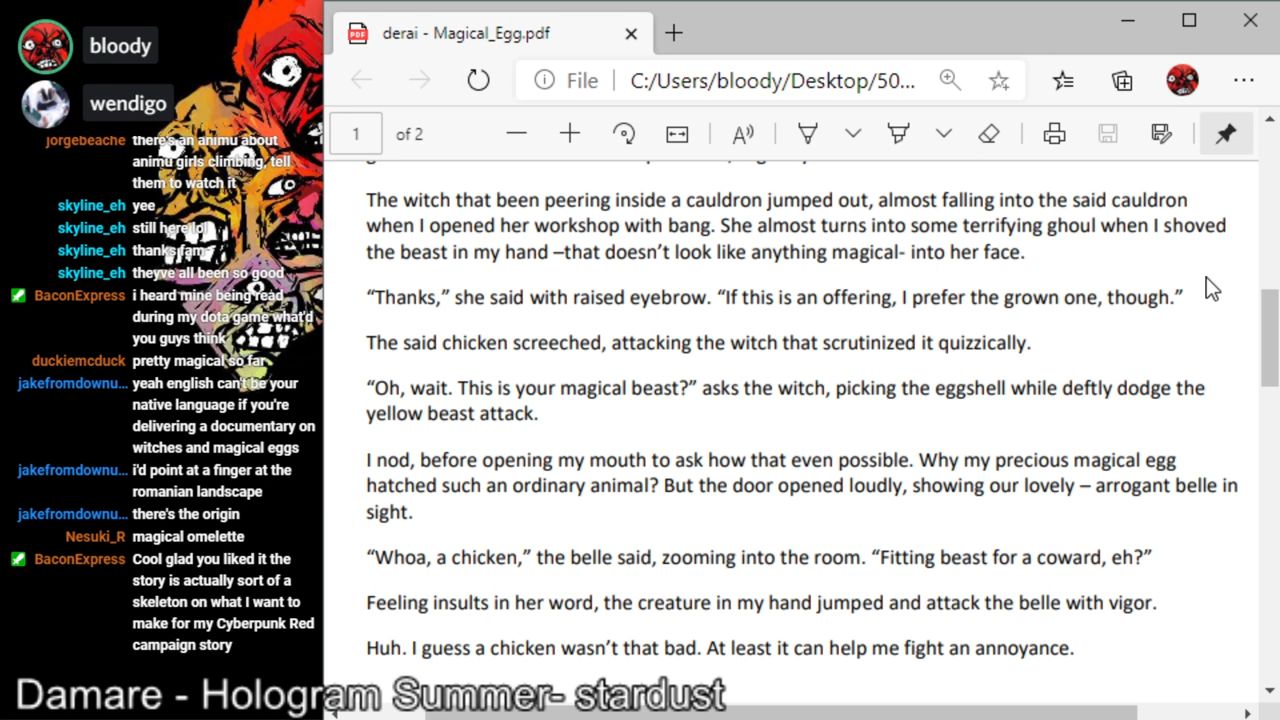 bloody
wendigo
jorgebeache there's an animu about
animu girls climbing, tell
them to watch it
skyline_eh yee
skyline_eh still here lol
skyline_eh thanks fam
skyline_eh theyve all been so good
BaconExpress i heard mine being read
during my dota game what'd
you guys think
duckiemcduck pretty magical so far
jakefromdownu... yeah english can't be your
native language if you're
delivering a documentary on
witches and magical eggs
jakefromdownu... i'd point at a finger at the
romanian landscape
jakefromdownu... there's the origin
Nesuki_R magical omelette
BaconExpress Cool glad you liked it the
story is actually sort of a
skeleton on what I want to
make for my Cyberpunk Red
campaign story
Damare - Hologram Summer- stardust
PDF derai - Magical_Egg.pdf
File C:/Users/bloody/Desktop/50...
1 of 2
The witch that been peering inside a cauldron jumped out, almost falling into the said cauldron
when I opened her workshop with bang. She almost turns into some terrifying ghoul when I shoved
the beast in my hand –that doesn't look like anything magical- into her face.
“Thanks,” she said with raised eyebrow. “If this is an offering, I prefer the grown one, though.”
The said chicken screeched, attacking the witch that scrutinized it quizzically.
“Oh, wait. This is your magical beast?” asks the witch, picking the eggshell while deftly dodge the
yellow beast attack.
I nod, before opening my mouth to ask how that even possible. Why my precious magical egg
hatched such an ordinary animal? But the door opened loudly, showing our lovely – arrogant belle in
sight.
“Whoa, a chicken,” the belle said, zooming into the room. “Fitting beast for a coward, eh?”
Feeling insults in her word, the creature in my hand jumped and attack the belle with vigor.
Huh. I guess a chicken wasn't that bad. At least it can help me fight an annoyance.